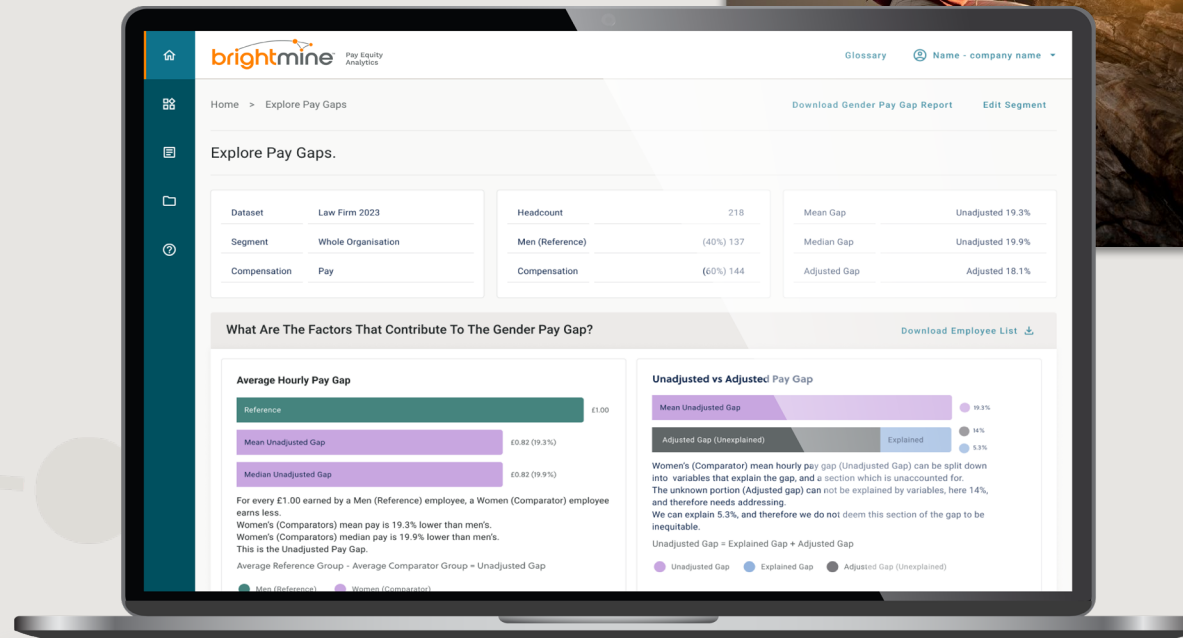 brightmine Pay Equity
Analytics
Glossary
Name - company name
Home > Explore Pay Gaps
Download Gender Pay Gap Report
Edit Segment
Explore Pay Gaps.
Dataset Law Firm 2023
Segment Whole Organisation
Compensation Pay
Headcount 218
Men (Reference) (40%) 137
Compensation (60%) 144
Mean Gap Unadjusted 19.3%
Median Gap Unadjusted 19.9%
Adjusted Gap Adjusted 18.1%
What Are The Factors That Contribute To The Gender Pay Gap?
Download Employee List
Average Hourly Pay Gap
Reference £1.00
Mean Unadjusted Gap £0.82 (19.3%)
Median Unadjusted Gap £0.82 (19.9%)
For every £1.00 earned by a Men (Reference) employee, a Women (Comparator) employee
earns less.
Women's (Comparators) mean pay is 19.3% lower than men's.
Women's (Comparators) median pay is 19.9% lower than men's.
This is the Unadjusted Pay Gap.
Average Reference Group - Average Comparator Group = Unadjusted Gap
Men (Reference) Women (Comparator)
Unadjusted vs Adjusted Pay Gap
Mean Unadjusted Gap 19.3%
Adjusted Gap (Unexplained) Explained 14%
5.3%
Women's (Comparator) mean hourly pay gap (Unadjusted Gap) can be split down
into variables that explain the gap, and a section which is unaccounted for.
The unknown portion (Adjusted gap) can not be explained by variables, here 14%,
and therefore needs addressing.
We can explain 5.3%, and therefore we do not deem this section of the gap to be
inequitable.
Unadjusted Gap = Explained Gap + Adjusted Gap
Unadjusted Gap Explained Gap Adjusted Gap (Unexplained)